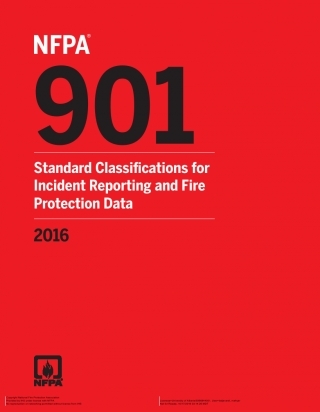 NFPA®
901
Standard Classifications for
Incident Reporting and Fire
Protection Data
2016
NFPA®